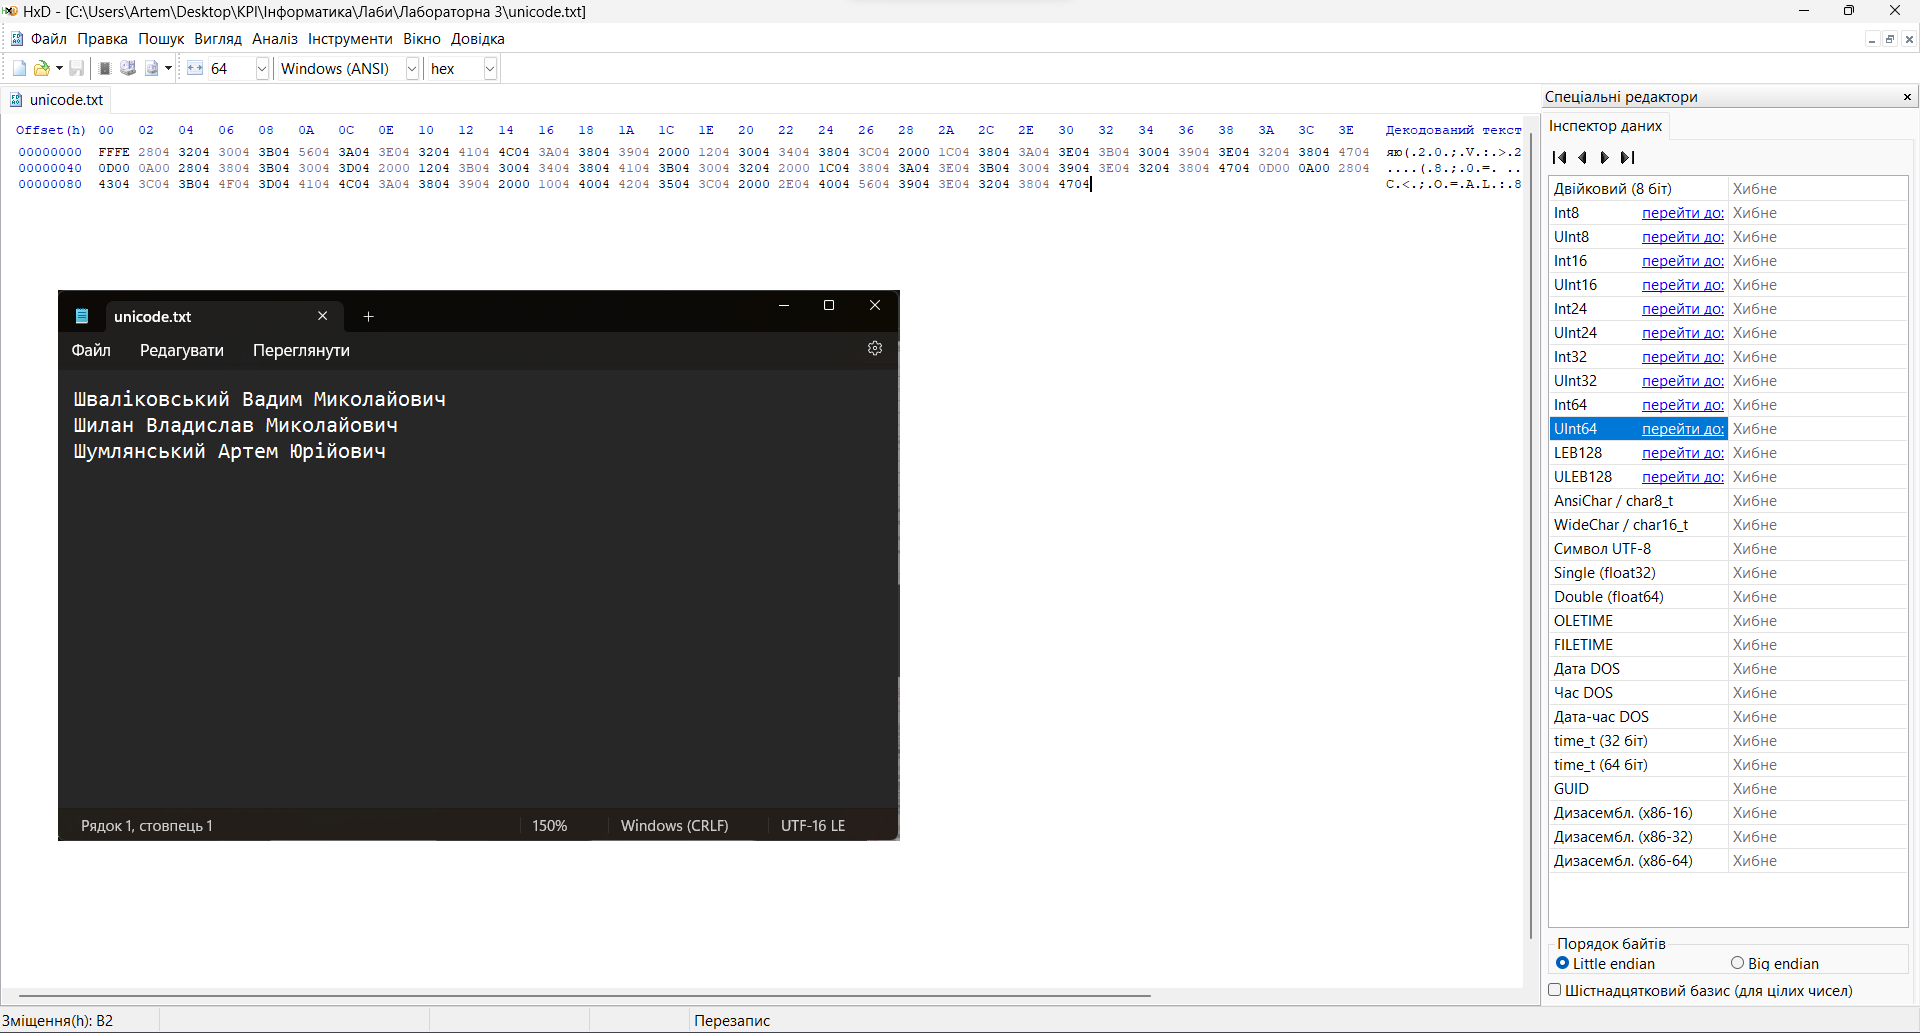 HxD - [C:\Users\Artem\Desktop\KPI\Інформатика\Лаби\Лабораторна 3\unicode.txt]
Файл Правка Пошук Вигляд Аналіз Інструменти Вікно Довідка
64 Windows (ANSI) hex
unicode.txt
Offset(h) 00 02 04 06 08 0A 0C 0E 10 12 14 16 18 1A 1C 1E 20 22 24 26 28 2A 2C 2E 30 32 34 36 38 3A 3C 3E Декодований текст
00000000 FFFE 2804 3204 3004 3B04 5604 3A04 3E04 3204 4104 4C04 3A04 3804 3904 2000 1204 3004 3404 3804 3C04 2000 1C04 3804 3A04 3E04 3B04 3004 3904 3E04 3204 3804 4704 яю(.2.0.;.V.:.>.2
00000040 0D00 0A00 2804 3804 3B04 3004 3D04 2000 1204 3B04 3004 3404 3804 4104 3B04 3004 3204 2000 1C04 3804 3A04 3E04 3B04 3004 3904 3E04 3204 3804 4704 0D00 0A00 2804 ....(.8.;.0.=. ..
00000080 4304 3C04 3B04 4F04 3D04 4104 4C04 3A04 3804 3904 2000 1004 4004 4204 3504 3C04 2000 2E04 4004 5604 3904 3E04 3204 3804 4704 C.<.;.O.=.A.L.:.8
unicode.txt
Файл Редагувати Переглянути
Шваліковський Вадим Миколайович
Шилан Владислав Миколайович
Шумлянський Артем Юрійович
Рядок 1, стовпець 1 150% Windows (CRLF) UTF-16 LE
Спеціальні редактори
Інспектор даних
Двійковий (8 біт) Хибне
Int8 перейти до: Хибне
UInt8 перейти до: Хибне
Int16 перейти до: Хибне
UInt16 перейти до: Хибне
Int24 перейти до: Хибне
UInt24 перейти до: Хибне
Int32 перейти до: Хибне
UInt32 перейти до: Хибне
Int64 перейти до: Хибне
UInt64 перейти до: Хибне
LEB128 перейти до: Хибне
ULEB128 перейти до: Хибне
AnsiChar / char8_t Хибне
WideChar / char16_t Хибне
Символ UTF-8 Хибне
Single (float32) Хибне
Double (float64) Хибне
OLETIME Хибне
FILETIME Хибне
Дата DOS Хибне
Час DOS Хибне
Дата-час DOS Хибне
time_t (32 біт) Хибне
time_t (64 біт) Хибне
GUID Хибне
Дизасембл. (x86-16) Хибне
Дизасембл. (x86-32) Хибне
Дизасембл. (x86-64) Хибне
Порядок байтів
Little endian Big endian
Шістнадцятковий базис (для цілих чисел)
Зміщення(h): B2 Перезапис